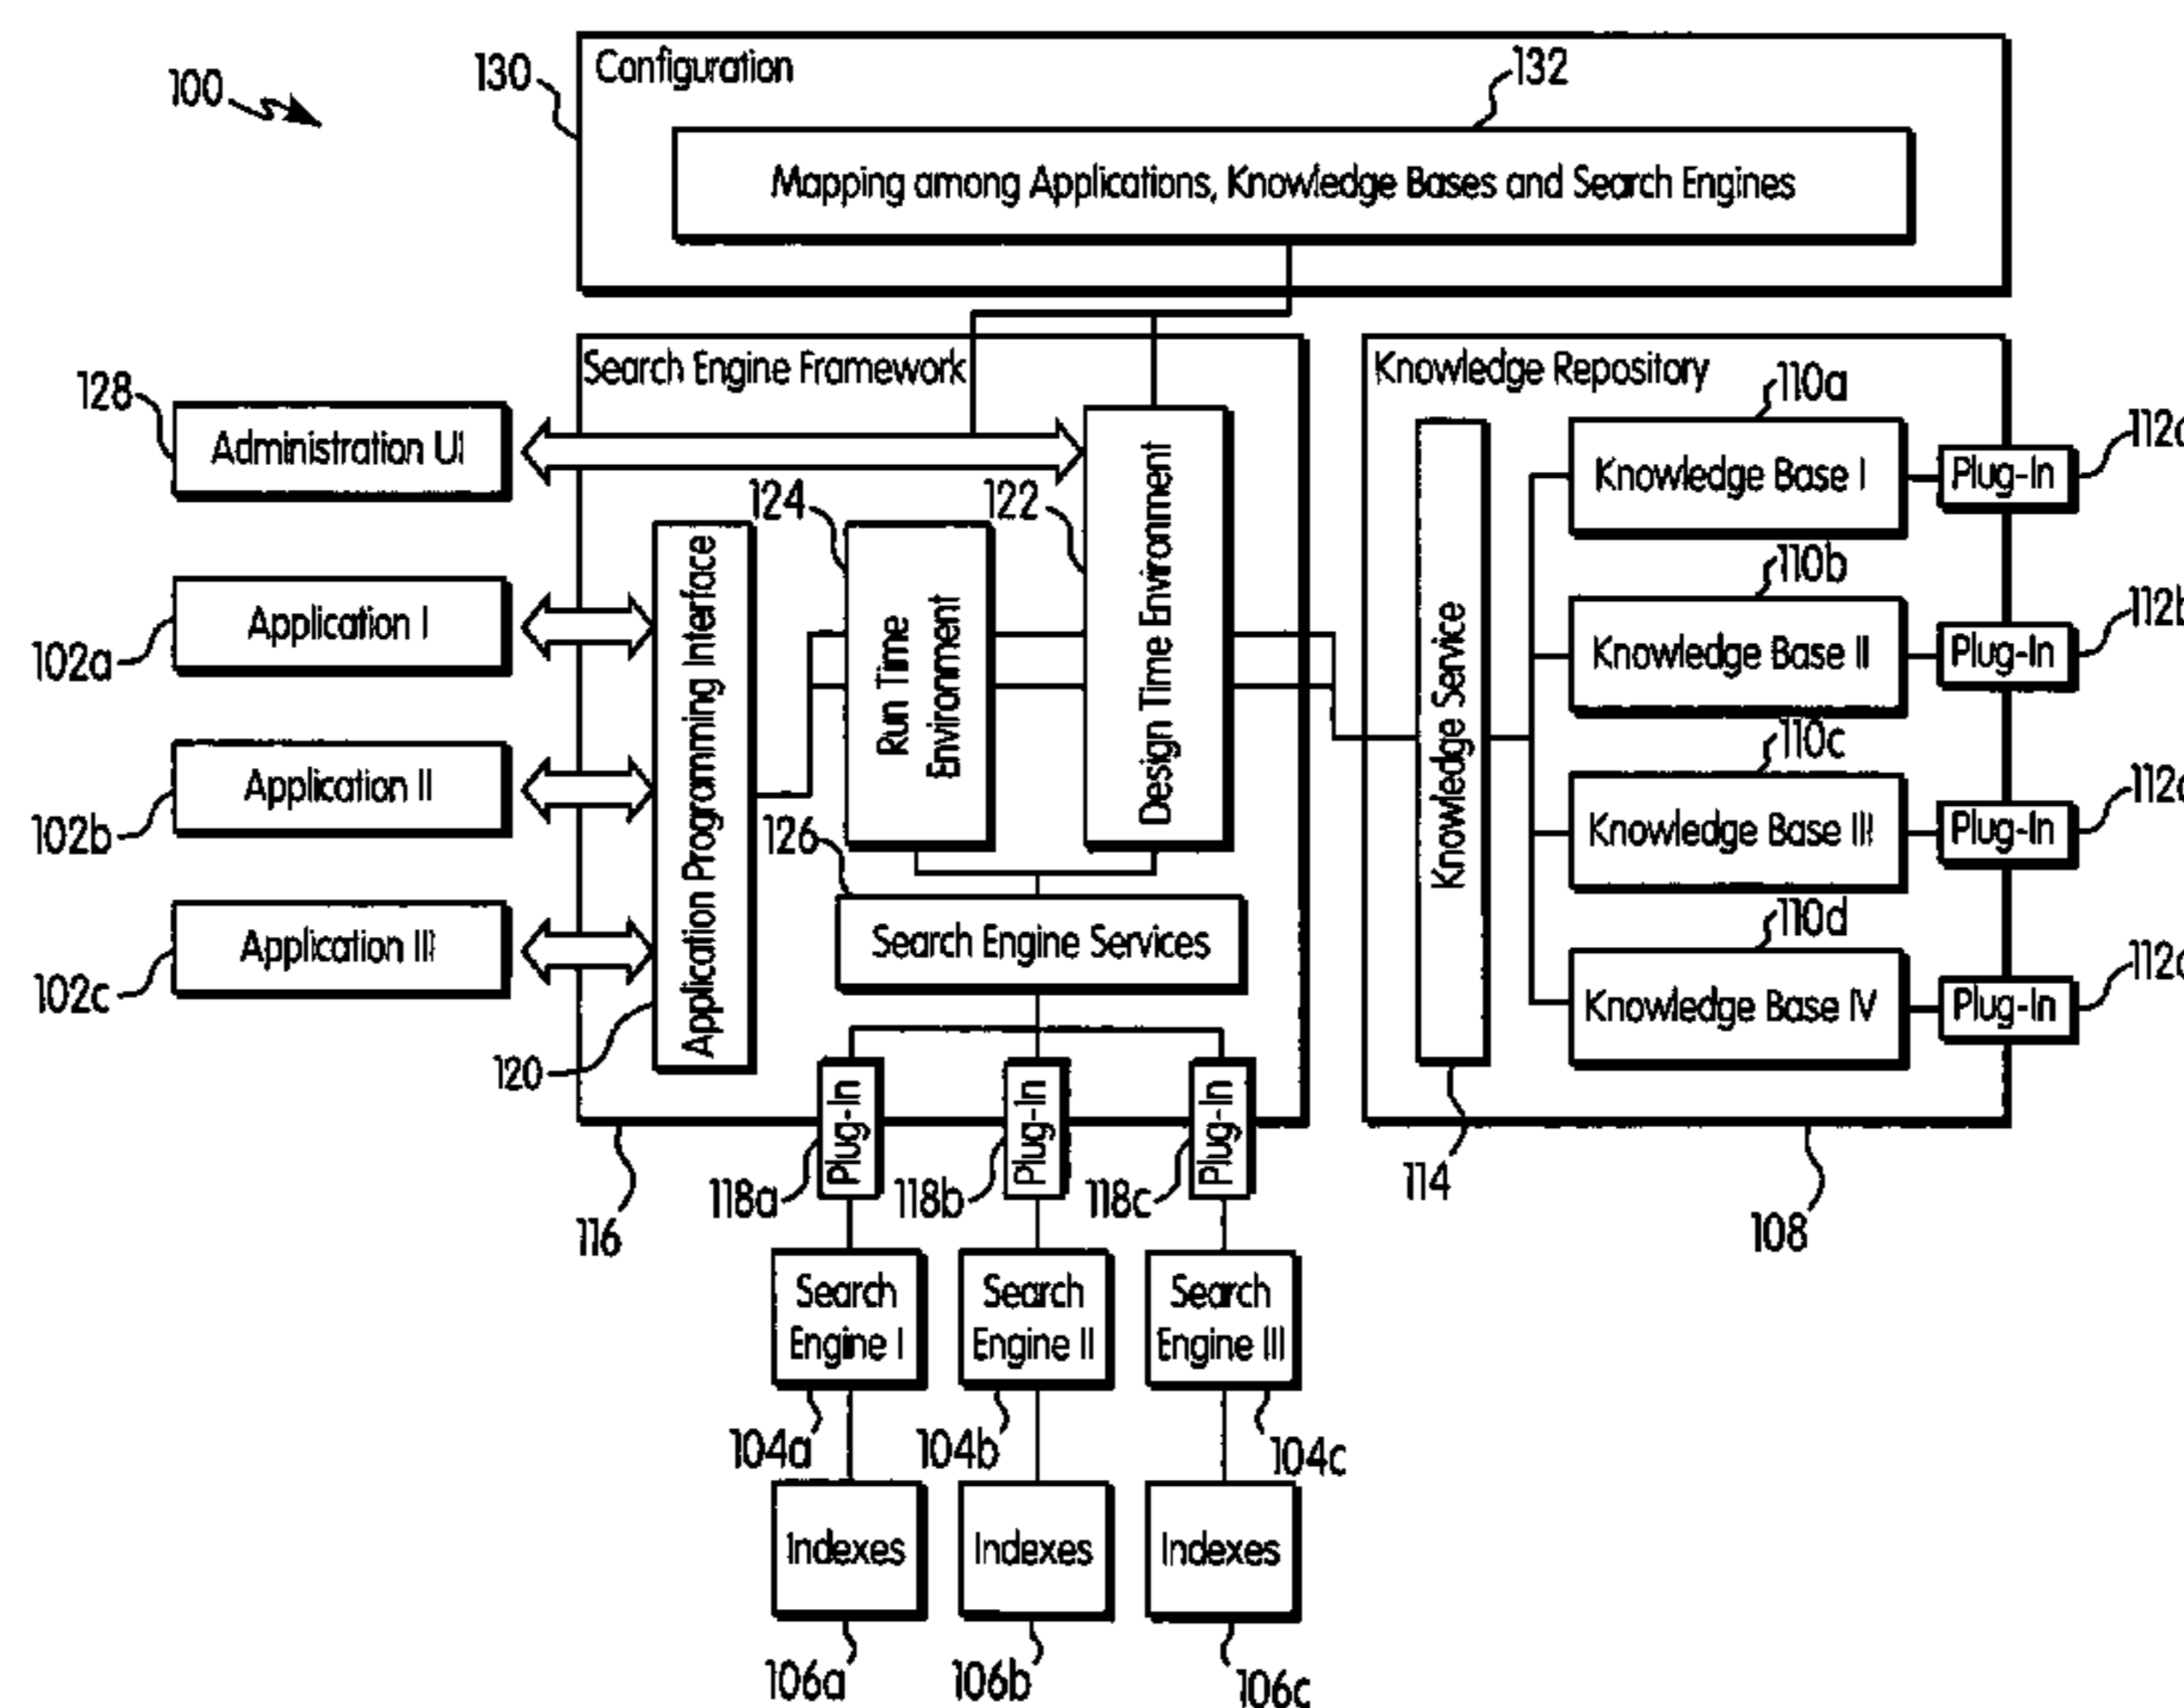 100
130
Configuration
132
Mapping among Applications, Knowledge Bases and Search Engines
Search Engine Framework
Knowledge Repository
128
Administration UI
124
122
Application I
102a
Application II
102b
Application III
102c
Application Programming Interface
120
Run Time
Environment
Design Time Environment
126
Search Engine Services
Knowledge Service
110a
Knowledge Base I
Plug-In
110b
Knowledge Base II
Plug-In
112b
110c
Knowledge Base III
Plug-In
110d
Knowledge Base IV
Plug-In
Plug-In
Plug-In
Plug-In
118a
118b
118c
116
114
108
Search
Engine I
Search
Engine II
Search
Engine III
104a
104b
104c
Indexes
Indexes
Indexes
106a
106b
106c